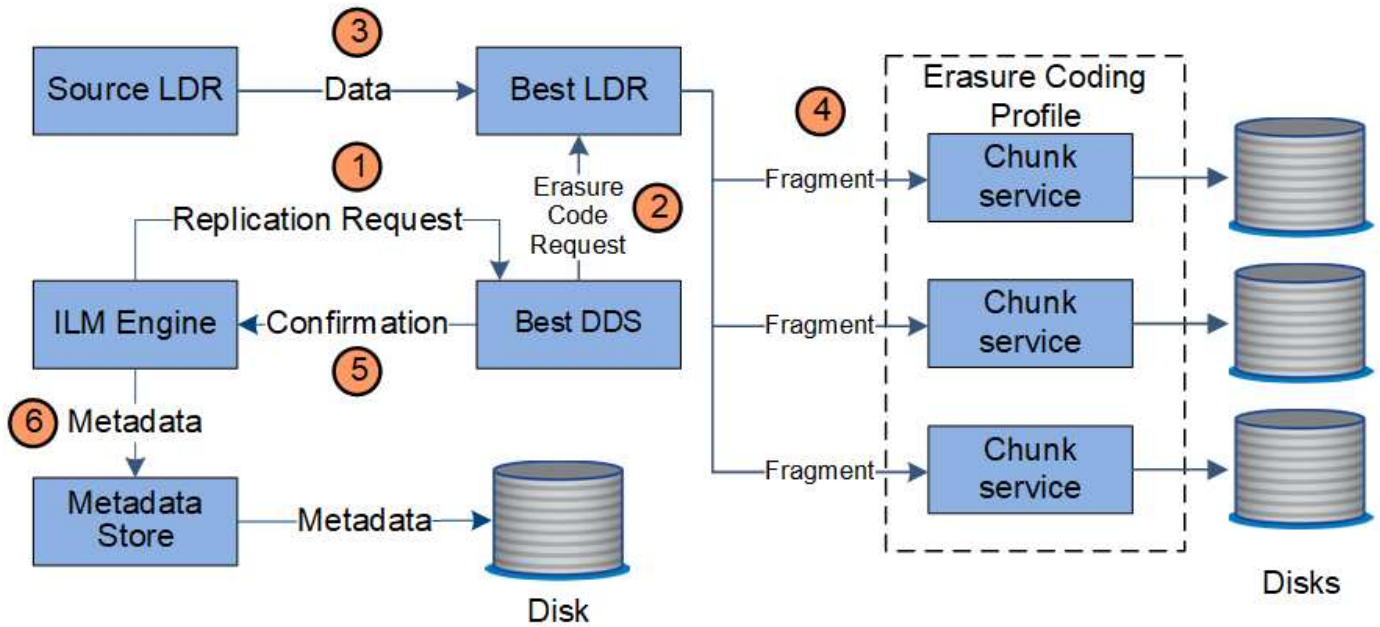 3
Source LDR
Data
Best LDR
4
Erasure Coding
Profile
Fragment
Chunk
service
1
Replication Request
Erasure
Code
Request
2
ILM Engine
Confirmation
Best DDS
5
Fragment
Chunk
service
6
Metadata
Metadata
Store
Metadata
Disk
Fragment
Chunk
service
Disks